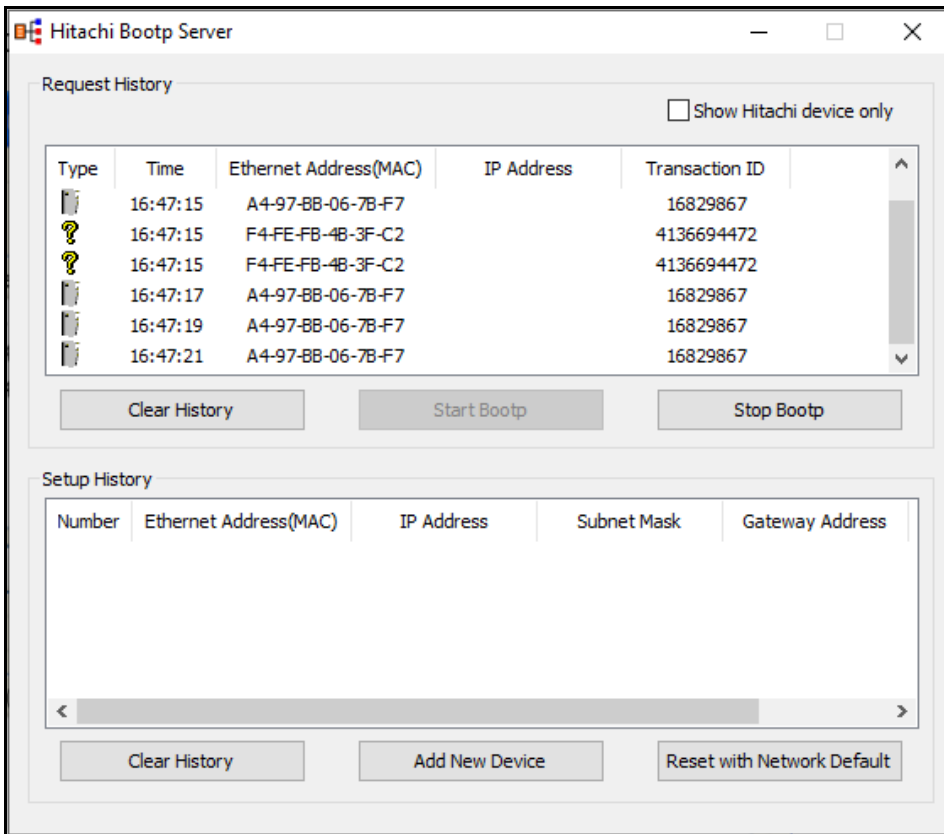 Hitachi Bootp Server
Request History
Show Hitachi device only
Type Time Ethernet Address(MAC) IP Address Transaction ID
16:47:15 A4-97-BB-06-7B-F7 16829867
16:47:15 F4-FE-FB-4B-3F-C2 4136694472
16:47:15 F4-FE-FB-4B-3F-C2 4136694472
16:47:17 A4-97-BB-06-7B-F7 16829867
16:47:19 A4-97-BB-06-7B-F7 16829867
16:47:21 A4-97-BB-06-7B-F7 16829867
Clear History Start Bootp Stop Bootp
Setup History
Number Ethernet Address(MAC) IP Address Subnet Mask Gateway Address
Clear History Add New Device Reset with Network Default